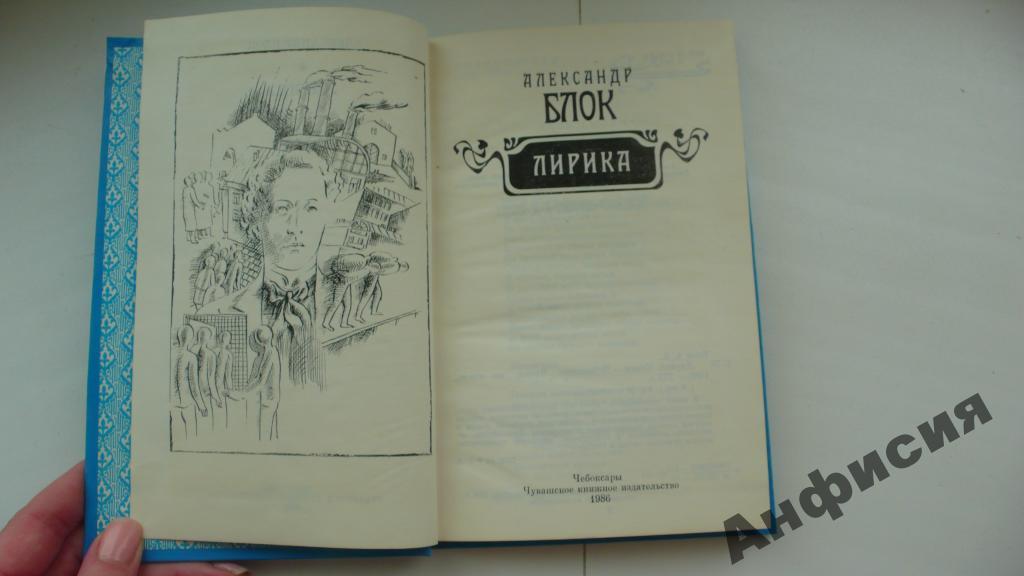 АЛЕКСАНДР
БЛОК
ЛИРИКА
Чебоксары
Чувашское книжное издательство
1986
Анфисия